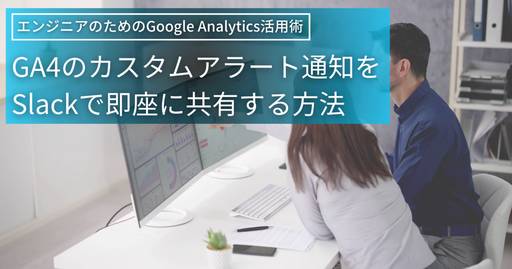 エンジニアのためのGoogle Analytics活用術
GA4のカスタムアラート通知を
Slackで即座に共有する方法